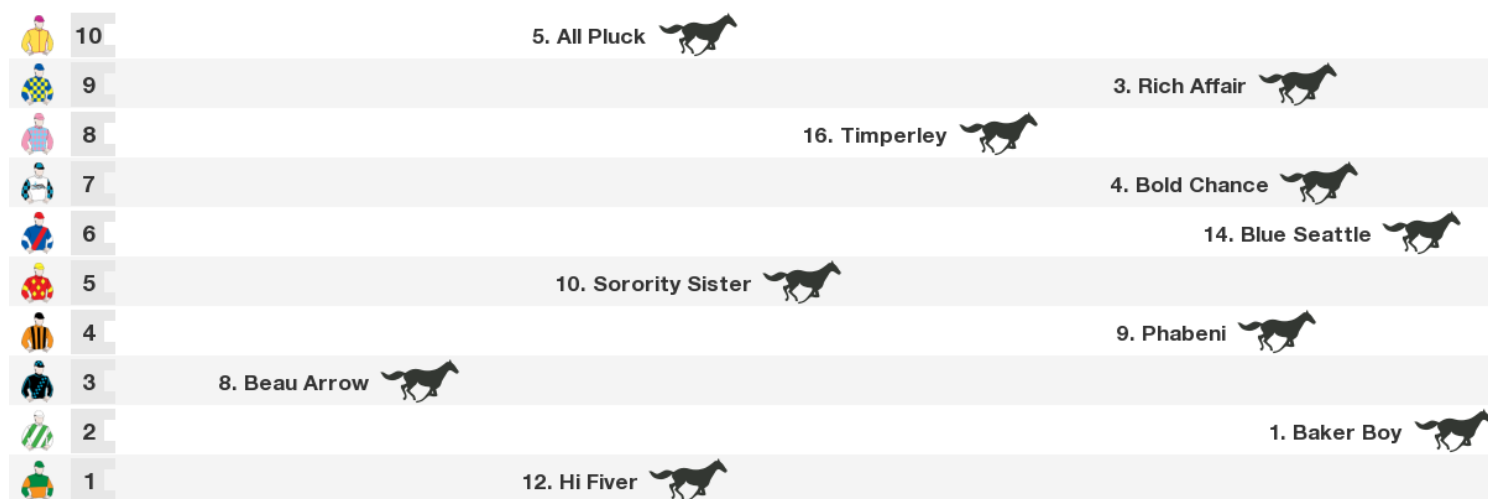 10 5. All Pluck
9 3. Rich Affair
8 16. Timperley
7 4. Bold Chance
6 14. Blue Seattle
5 10. Sorority Sister
4 9. Phabeni
3 8. Beau Arrow
2 1. Baker Boy
1 12. Hi Fiver